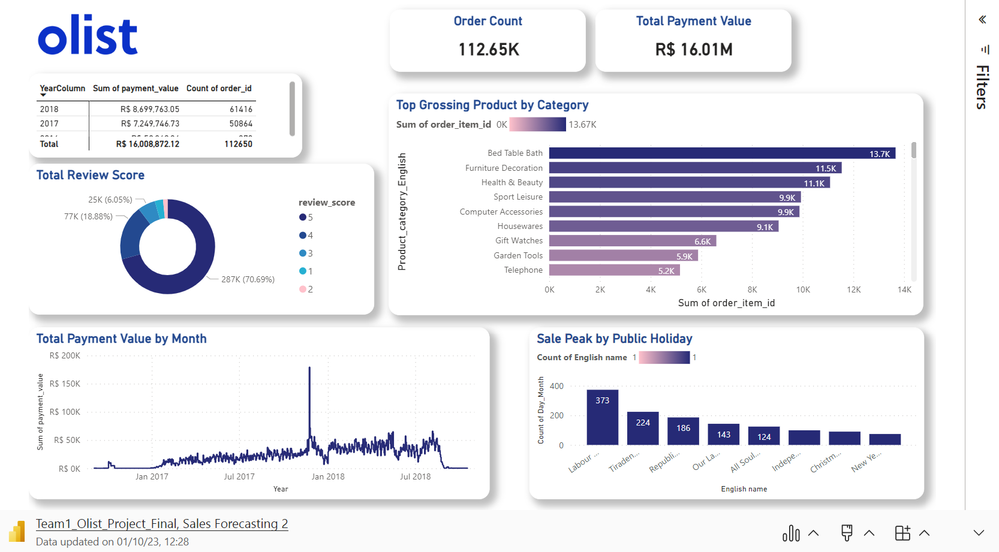 olist
Order Count
112.65K
Total Payment Value
R$ 16.01M
Filters
YearColumn Sum of payment_value Count of order_id
2018 R$ 8,699,763.05 61416
2017 R$ 7,249,746.73 50864
Total R$ 16,008,872.12 112650
Total Review Score
25K (6.05%)
77K (18.88%)
287K (70.69%)
review_score
5
4
3
1
2
Top Grossing Product by Category
Sum of order_item_id 0K 13.67K
Product_category_English
Bed Table Bath 13.7K
Furniture Decoration 11.5K
Health & Beauty 11.1K
Sport Leisure 9.9K
Computer Accessories 9.9K
Housewares 9.1K
Gift Watches 6.6K
Garden Tools 5.9K
Telephone 5.2K
0K 2K 4K 6K 8K 10K 12K 14K
Sum of order_item_id
Total Payment Value by Month
Sum of payment_value
R$ 200K
R$ 150K
R$ 100K
R$ 50K
R$ 0K
Jan 2017 Jul 2017 Jan 2018 Jul 2018
Year
Sale Peak by Public Holiday
Count of English name 1 1
Count of Day_Month
400
200
0
373 224 186 143 124
Labour ... Tiraden... Republi... Our La... All Soul... Indepe... Christm... New Ye...
English name
Team1_Olist_Project_Final, Sales Forecasting 2
Data updated on 01/10/23, 12:28